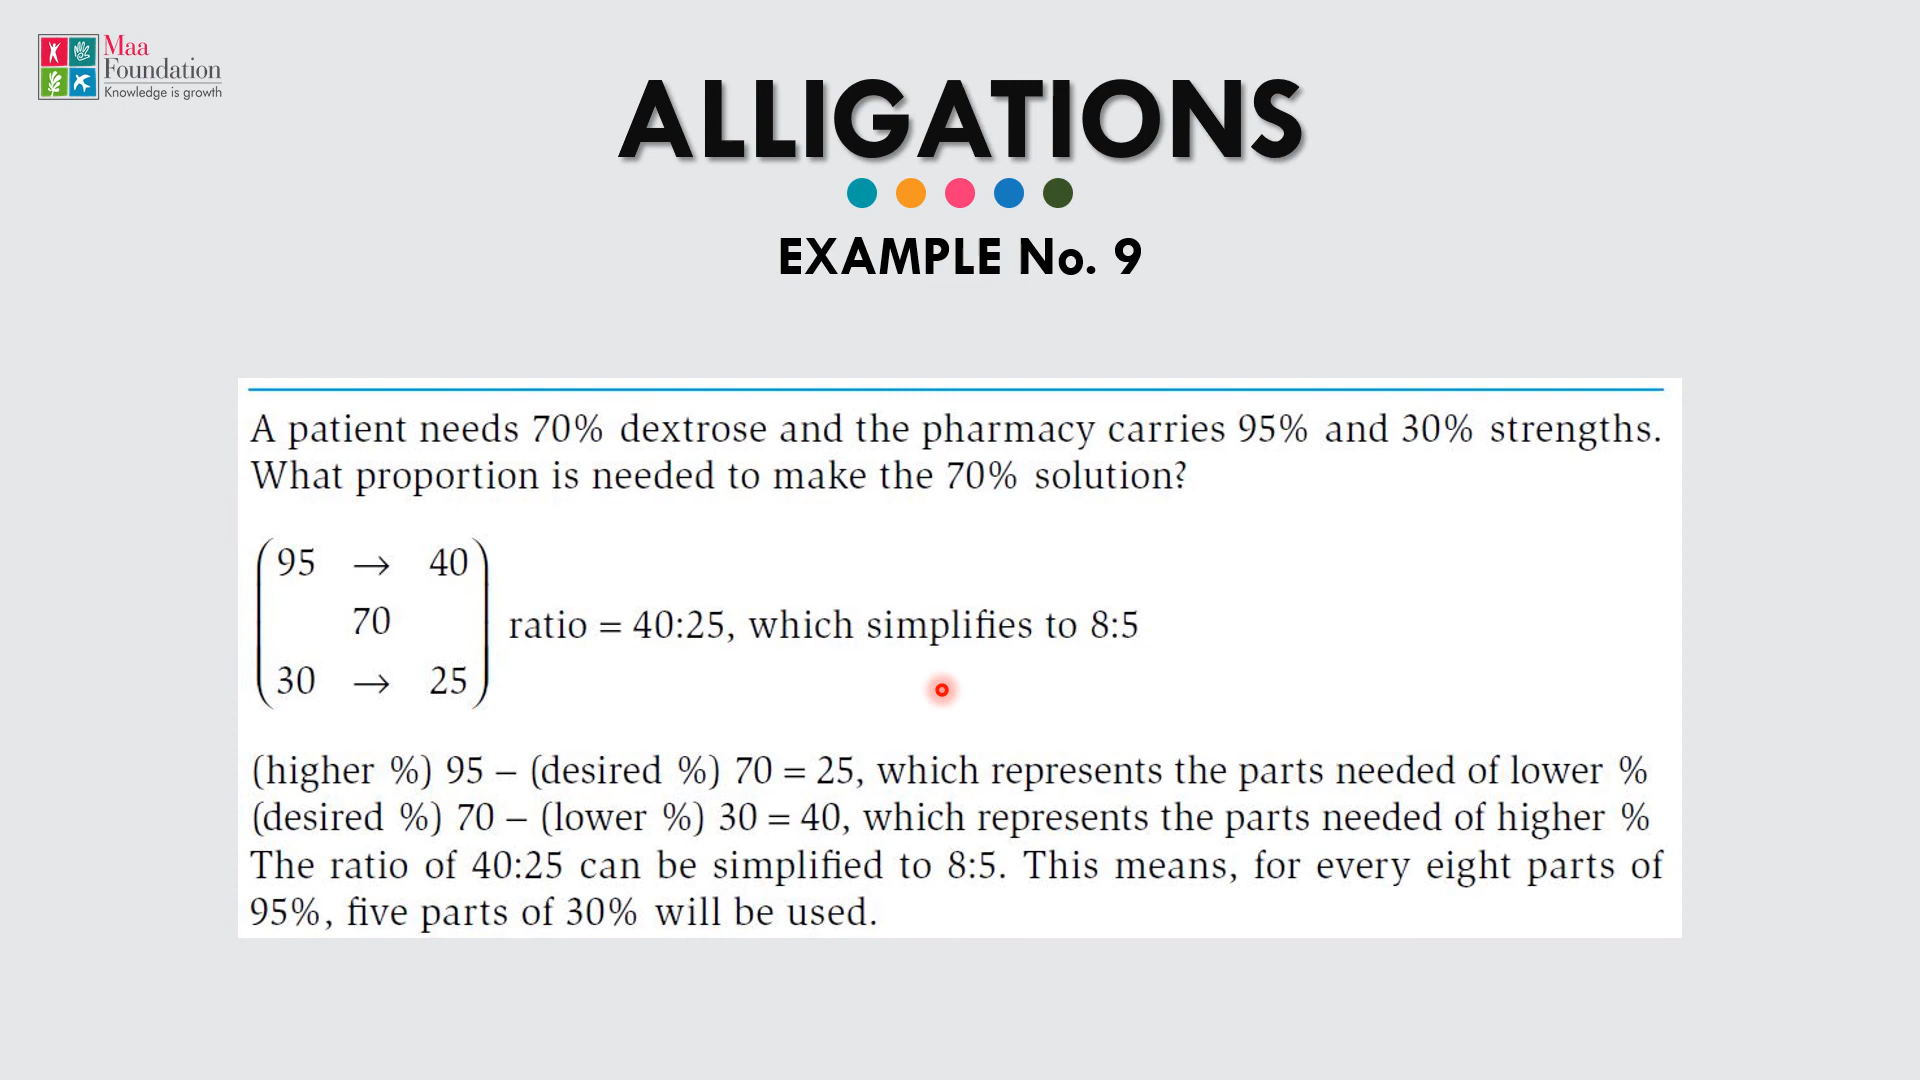 Maa
Foundation
Knowledge is growth
ALLIGATIONS
EXAMPLE No. 9
A patient needs 70% dextrose and the pharmacy carries 95% and 30% strengths.
What proportion is needed to make the 70% solution?
95 → 40
70
30 → 25
ratio = 40:25, which simplifies to 8:5
(higher %) 95 – (desired %) 70 = 25, which represents the parts needed of lower %
(desired %) 70 – (lower %) 30 = 40, which represents the parts needed of higher %
The ratio of 40:25 can be simplified to 8:5. This means, for every eight parts of
95%, five parts of 30% will be used.